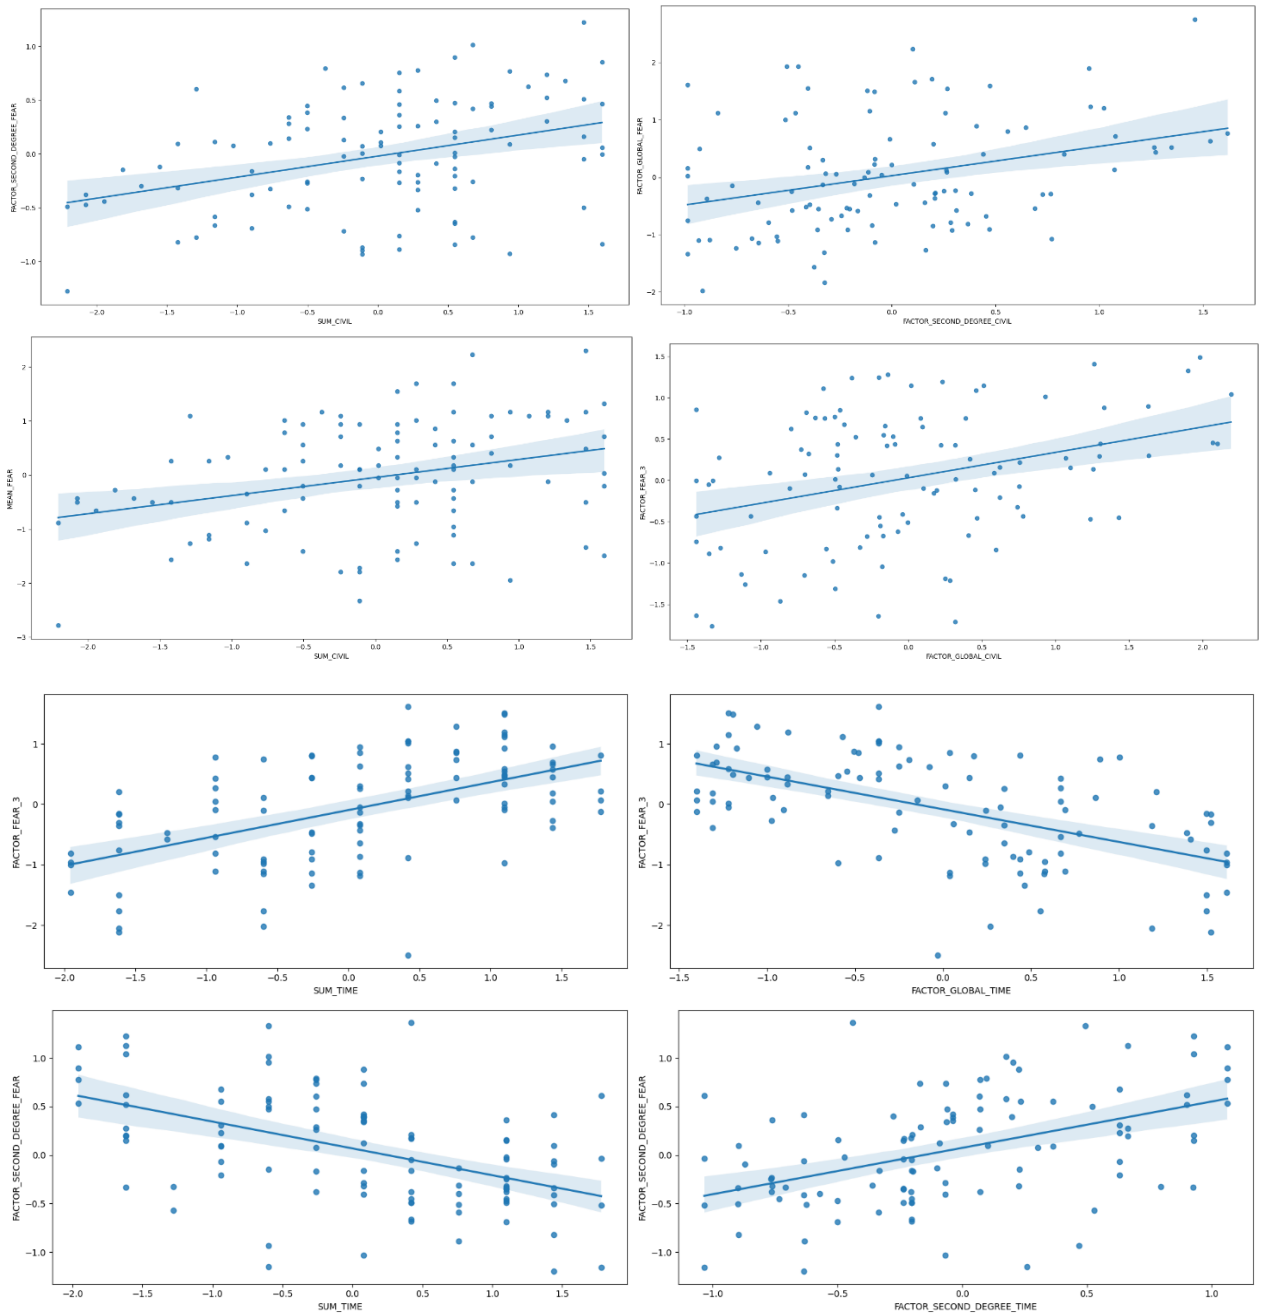 1.0
0.5
0.0
−0.5
−1.0
FACTOR_SECOND_DEGREE_FEAR
−2.0 −1.5 −1.0 −0.5 0.0 0.5 1.0 1.5
SUM_CIVIL
2
1
0
−1
−2
FACTOR_GLOBAL_FEAR
−1.0 −0.5 0.0 0.5 1.0 1.5
FACTOR_SECOND_DEGREE_CIVIL
2
1
0
−1
−2
−3
MEAN_FEAR
−2.0 −1.5 −1.0 −0.5 0.0 0.5 1.0 1.5
SUM_CIVIL
1.5
1.0
0.5
0.0
−0.5
−1.0
−1.5
FACTOR_FEAR_3
−1.5 −1.0 −0.5 0.0 0.5 1.0 1.5 2.0
FACTOR_GLOBAL_CIVIL
1
0
−1
−2
FACTOR_FEAR_3
−2.0 −1.5 −1.0 −0.5 0.0 0.5 1.0 1.5
SUM_TIME
1
0
−1
−2
FACTOR_FEAR_3
−1.5 −1.0 −0.5 0.0 0.5 1.0 1.5
FACTOR_GLOBAL_TIME
1.0
0.5
0.0
−0.5
−1.0
FACTOR_SECOND_DEGREE_FEAR
−2.0 −1.5 −1.0 −0.5 0.0 0.5 1.0 1.5
SUM_TIME
1.0
0.5
0.0
−0.5
−1.0
FACTOR_SECOND_DEGREE_FEAR
−1.0 −0.5 0.0 0.5 1.0
FACTOR_SECOND_DEGREE_TIME